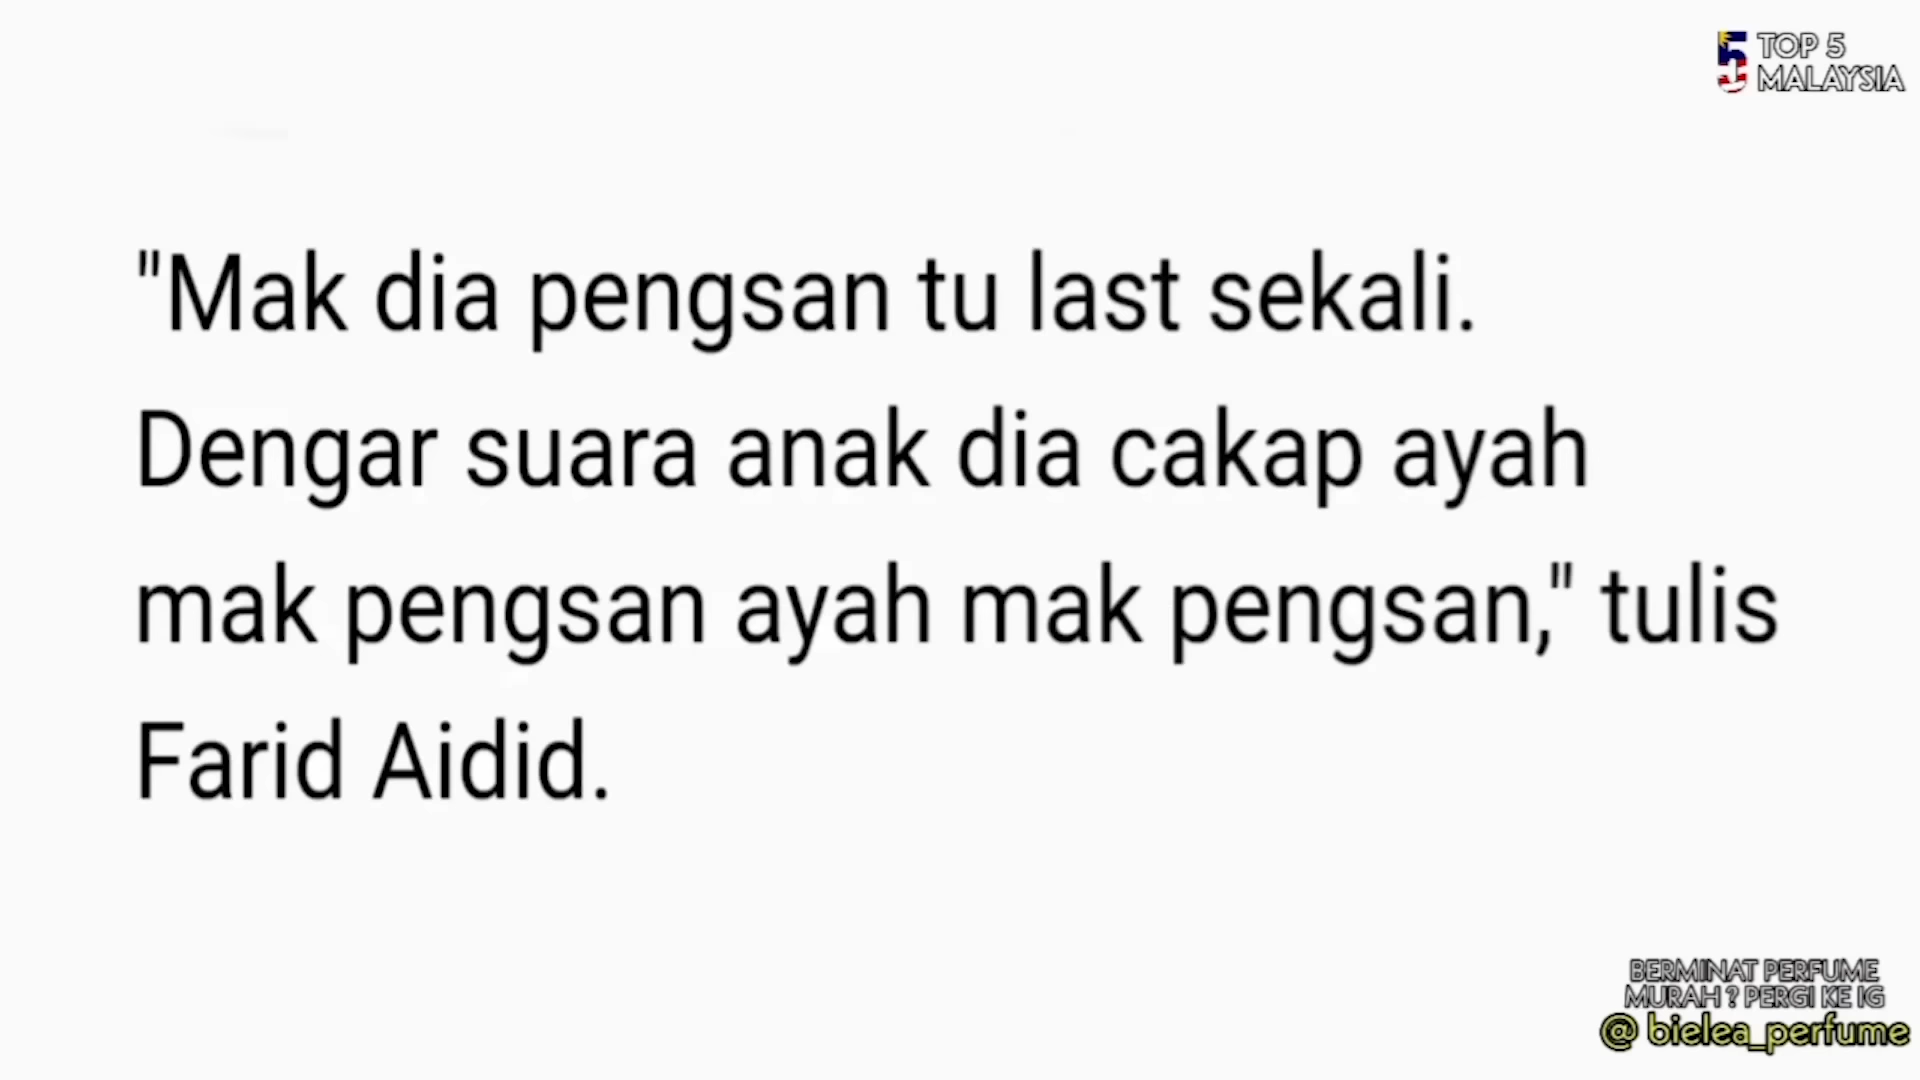 TOP 5
MALAYSIA
"Mak dia pengsan tu last sekali.
Dengar suara anak dia cakap ayah
mak pengsan ayah mak pengsan," tulis
Farid Aidid.
BERMINAT PERFUME
MURAH ? PERGI KE IG
@ bielea_perfume